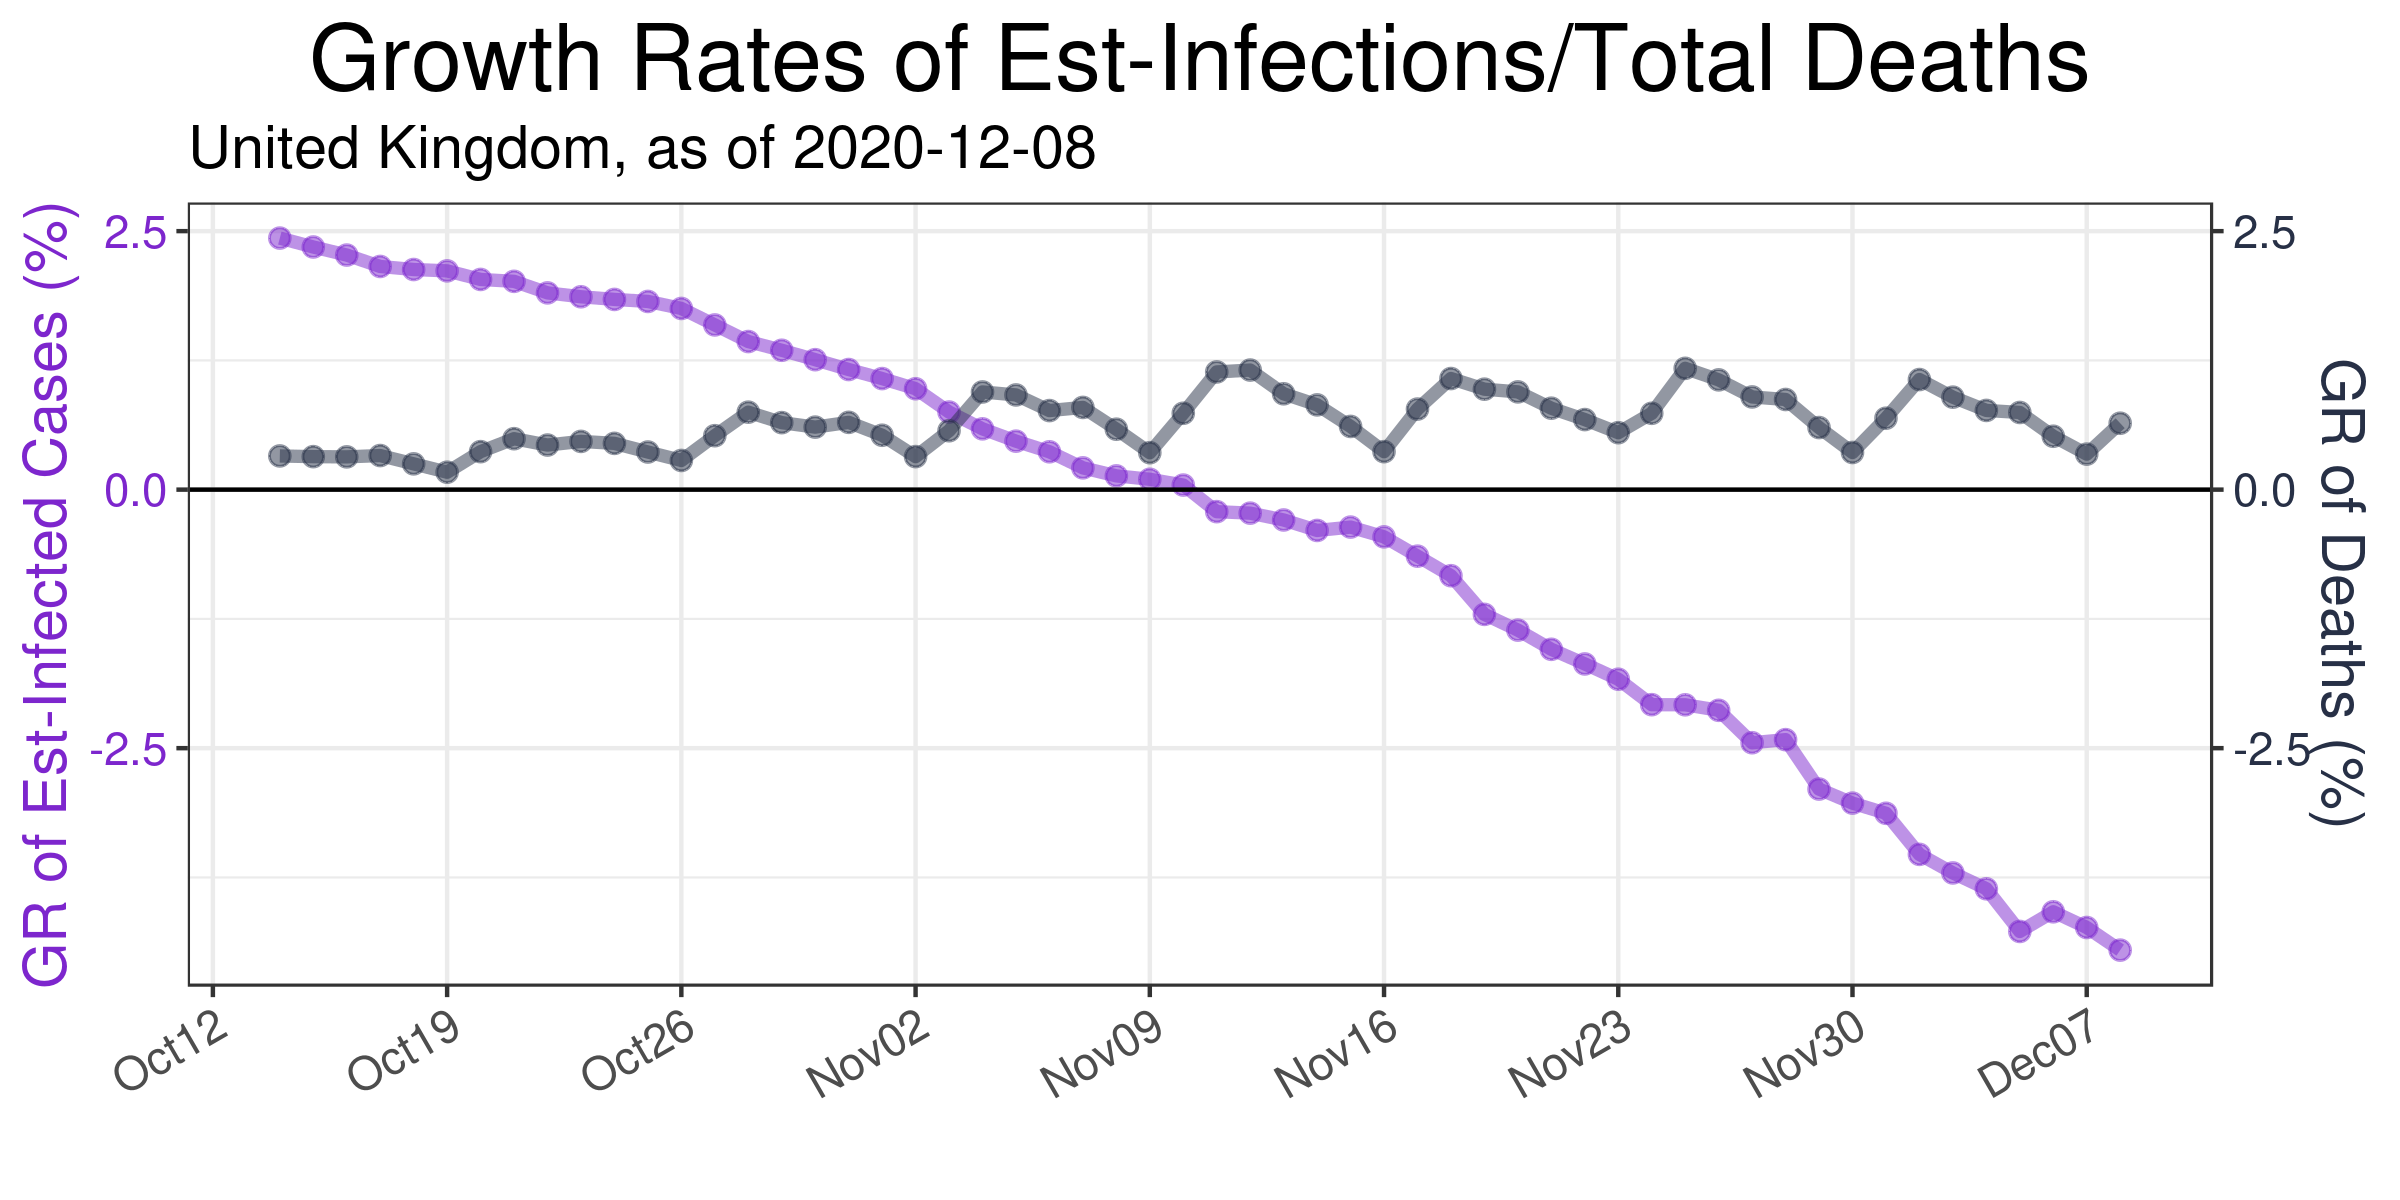 Growth Rates of Est-Infections/Total Deaths
United Kingdom, as of 2020-12-08
GR of Est-Infected Cases (%)
2.5
0.0
-2.5
2.5
0.0
-2.5
GR of Deaths (%)
Oct12
Oct19
Oct26
Nov02
Nov09
Nov16
Nov23
Nov30
Dec07